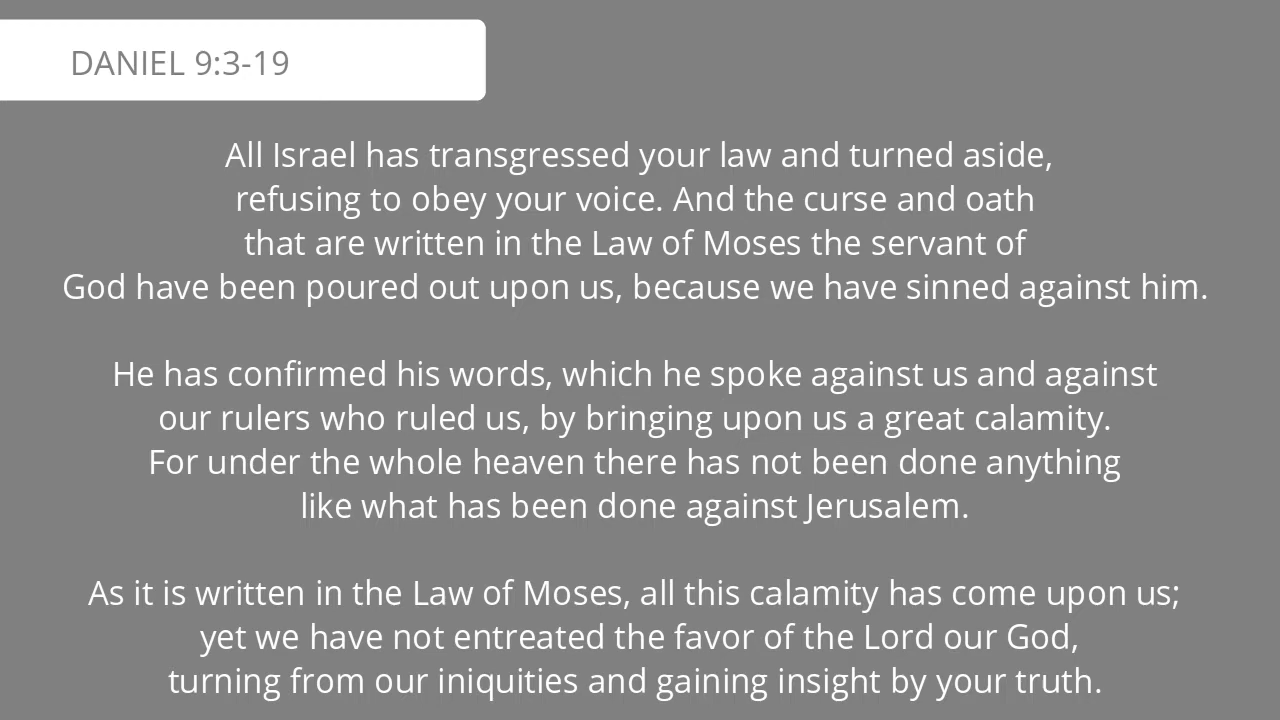 DANIEL 9:3-19
All Israel has transgressed your law and turned aside,
refusing to obey your voice. And the curse and oath
that are written in the Law of Moses the servant of
God have been poured out upon us, because we have sinned against him.
He has confirmed his words, which he spoke against us and against
our rulers who ruled us, by bringing upon us a great calamity.
For under the whole heaven there has not been done anything
like what has been done against Jerusalem.
As it is written in the Law of Moses, all this calamity has come upon us;
yet we have not entreated the favor of the Lord our God,
turning from our iniquities and gaining insight by your truth.